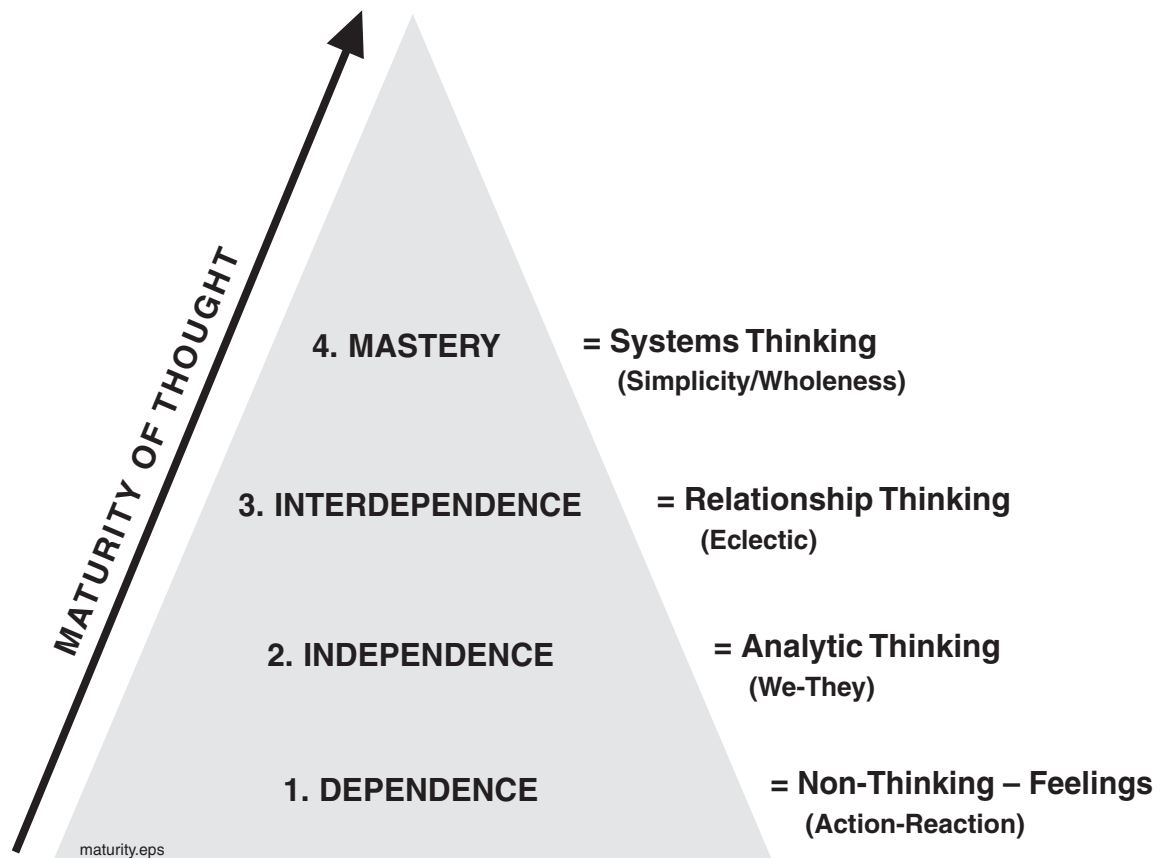 MATURITY OF THOUGHT
4. MASTERY = Systems Thinking
(Simplicity/Wholeness)
3. INTERDEPENDENCE = Relationship Thinking
(Eclectic)
2. INDEPENDENCE = Analytic Thinking
(We-They)
1. DEPENDENCE = Non-Thinking – Feelings
(Action-Reaction)
maturity.eps